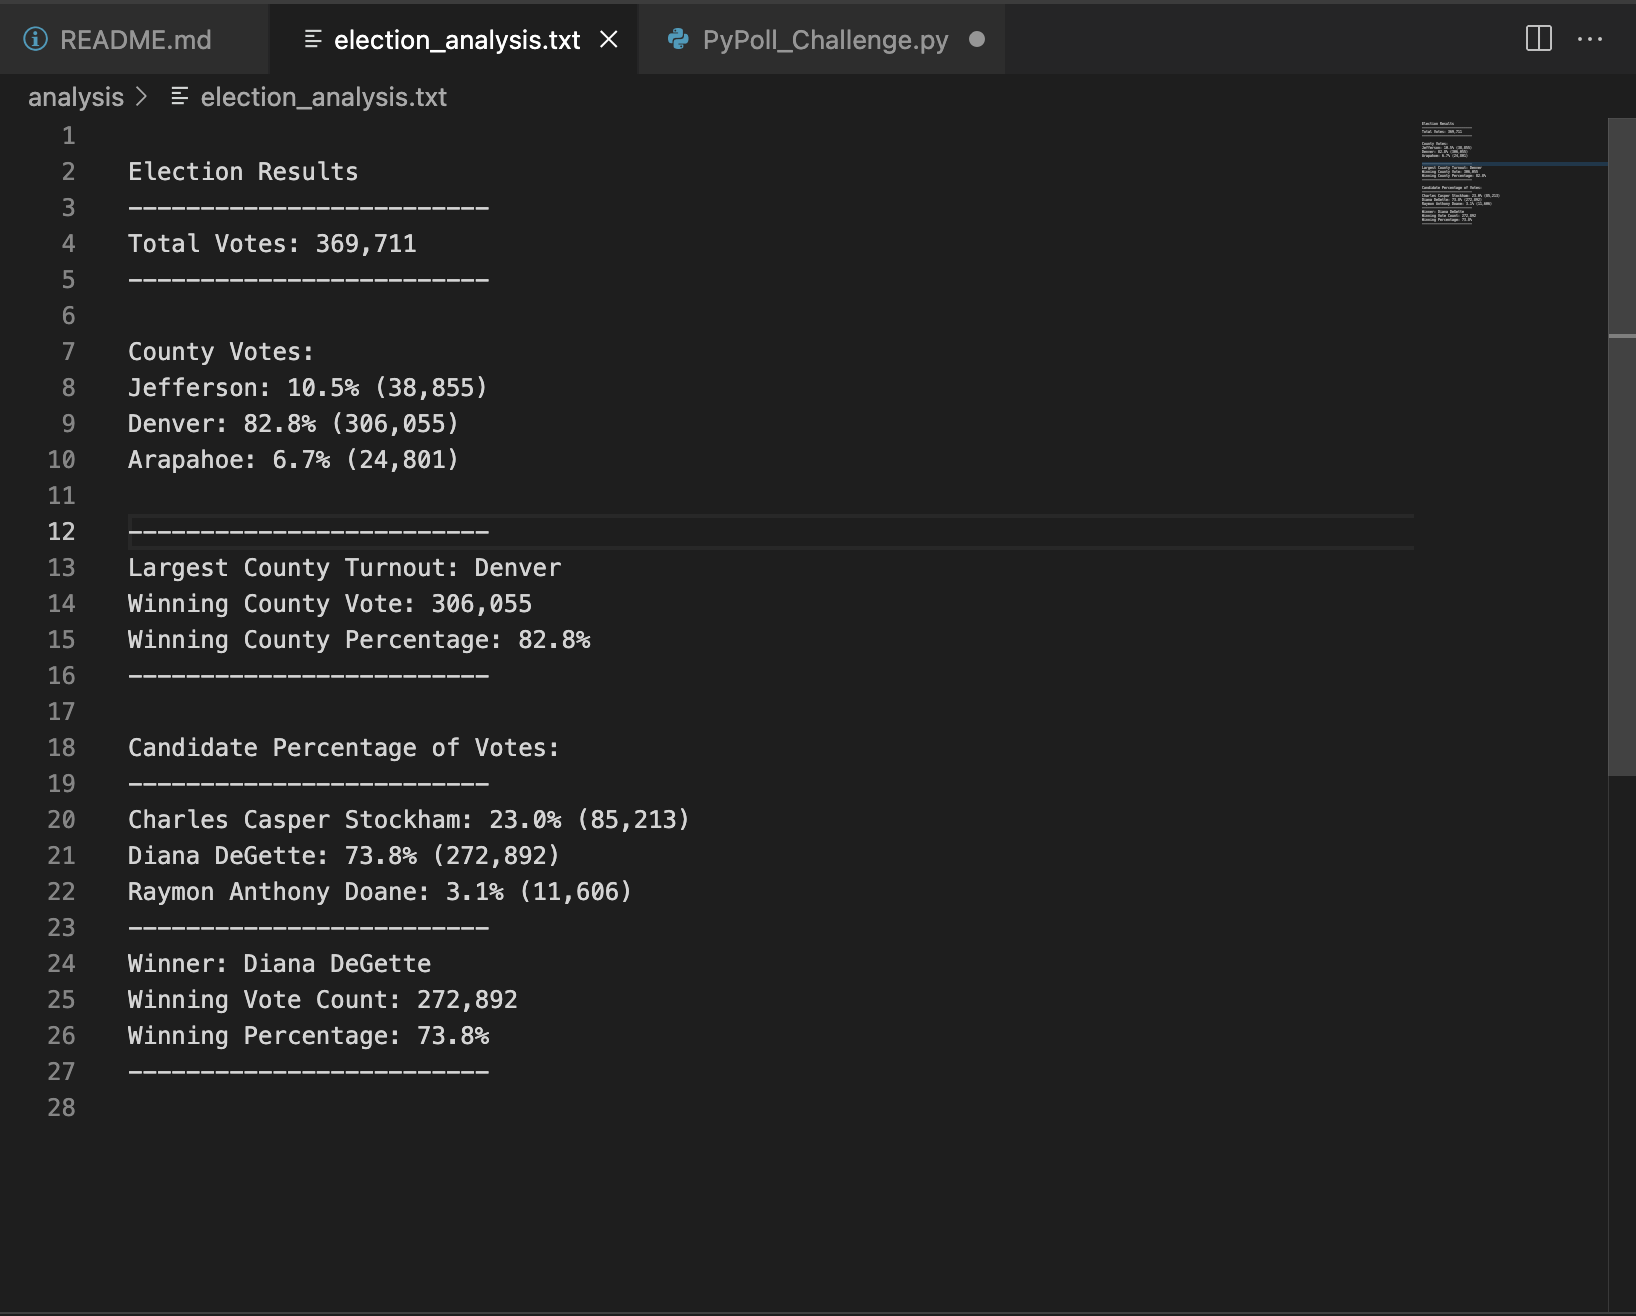 README.md election_analysis.txt PyPoll_Challenge.py
analysis > election_analysis.txt
1
2 Election Results
3 -------------------------
4 Total Votes: 369,711
5 -------------------------
6
7 County Votes:
8 Jefferson: 10.5% (38,855)
9 Denver: 82.8% (306,055)
10 Arapahoe: 6.7% (24,801)
11
12 -------------------------
13 Largest County Turnout: Denver
14 Winning County Vote: 306,055
15 Winning County Percentage: 82.8%
16 -------------------------
17
18 Candidate Percentage of Votes:
19 -------------------------
20 Charles Casper Stockham: 23.0% (85,213)
21 Diana DeGette: 73.8% (272,892)
22 Raymon Anthony Doane: 3.1% (11,606)
23 -------------------------
24 Winner: Diana DeGette
25 Winning Vote Count: 272,892
26 Winning Percentage: 73.8%
27 -------------------------
28